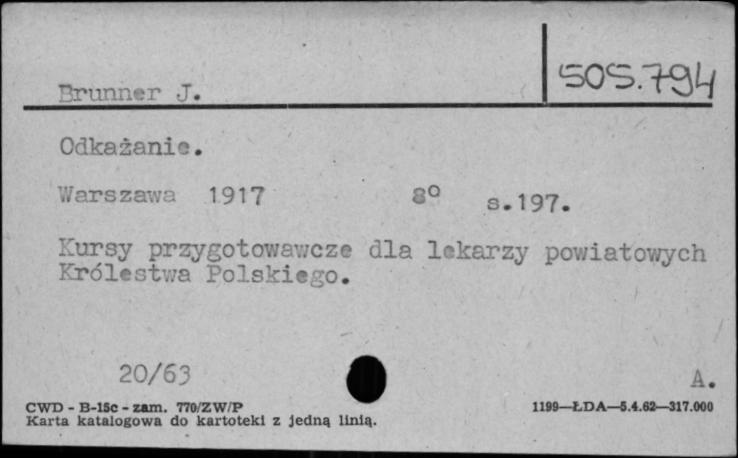 505.794
Brunner J.
Odkażanie.
Warszawa 1917 8° s.197.
Kursy przygotowawcze dla lekarzy powiatowych
Królestwa Polskiego.
20/63 A.
CWD - B-15c - zam. 770/ZW/P 1199—ŁDA—5.4.62—317.000
Karta katalogowa do kartoteki z jedną linią.